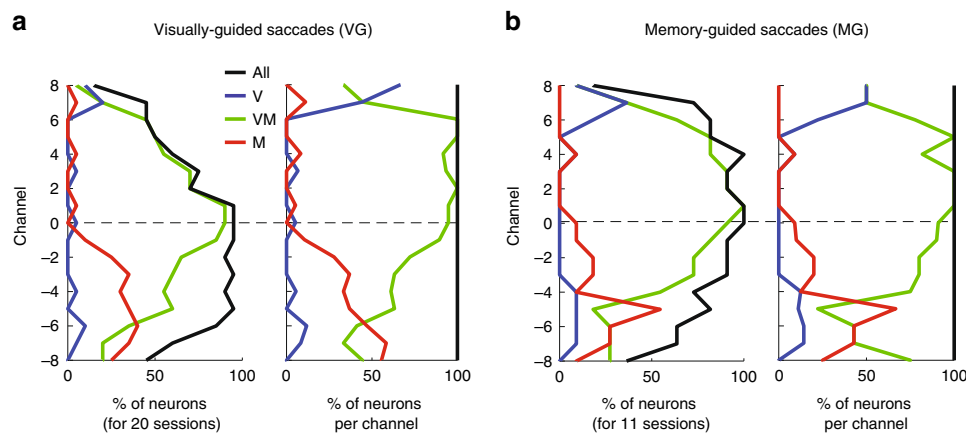 a
Visually-guided saccades (VG)
b
Memory-guided saccades (MG)
All
V
VM
M
Channel
8
6
4
2
0
−2
−4
−6
−8
0
50
100
% of neurons
(for 20 sessions)
0
100
% of neurons
per channel
Channel
8
6
4
2
0
−2
−4
−6
−8
0
50
100
% of neurons
(for 11 sessions)
0
100
% of neurons
per channel